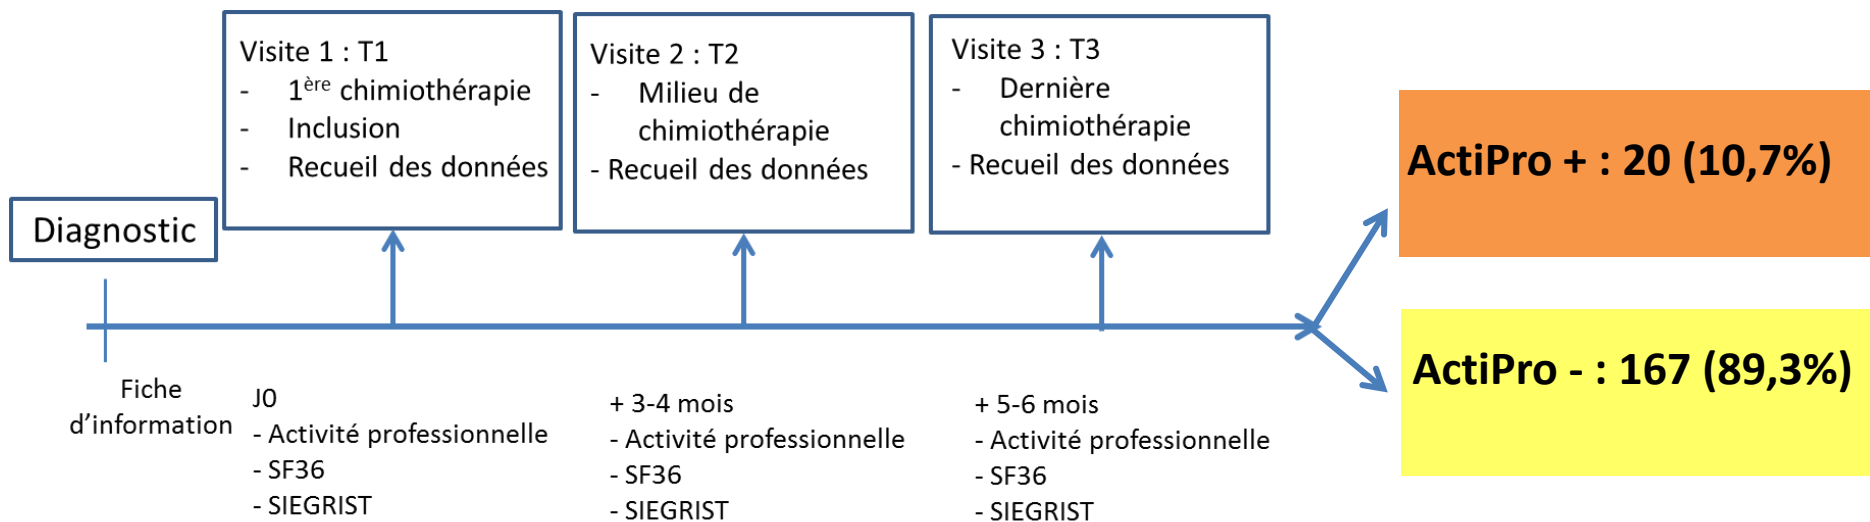 Diagnostic
Fiche
d’information
Visite 1 : T1
- 1ère chimiothérapie
- Inclusion
- Recueil des données
J0
- Activité professionnelle
- SF36
- SIEGRIST
Visite 2 : T2
- Milieu de
chimiothérapie
- Recueil des données
+ 3-4 mois
- Activité professionnelle
- SF36
- SIEGRIST
Visite 3 : T3
- Dernière
chimiothérapie
- Recueil des données
+ 5-6 mois
- Activité professionnelle
- SF36
- SIEGRIST
ActiPro + : 20 (10,7%)
ActiPro - : 167 (89,3%)